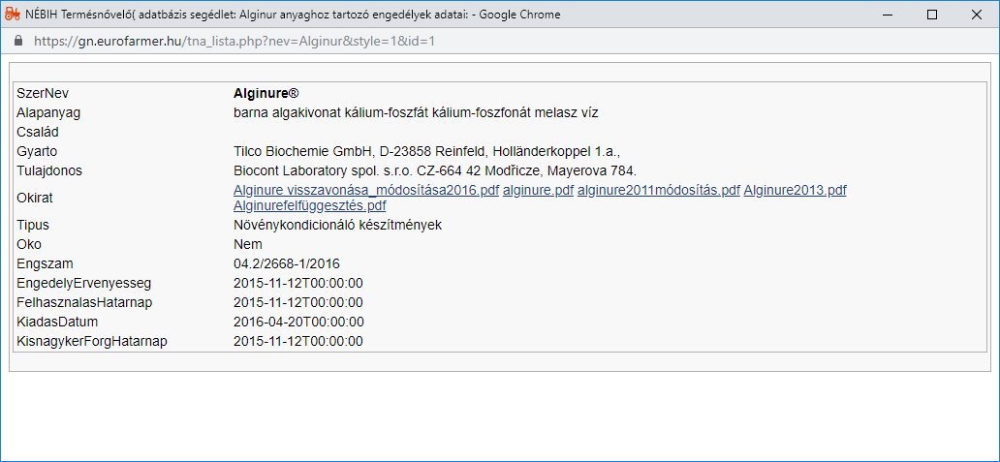 NÉBIH Termésnővelő( adatbázis segédlet: Alginur anyaghoz tartozó engedélyek adatai: - Google Chrome
https://gn.eurofarmer.hu/tna_lista.php?nev=Alginur&style=1&id=1
SzerNev Alginure®
Alapanyag barna algakivonat kálium-foszfát kálium-foszfonát melasz víz
Család
Gyarto Tilco Biochemie GmbH, D-23858 Reinfeld, Holländerkoppel 1.a.,
Tulajdonos Biocont Laboratory spol. s.r.o. CZ-664 42 Modřicze, Mayerova 784.
Okirat Alginure visszavonása_módosítása2016.pdf alginure.pdf alginure2011módosítás.pdf Alginure2013.pdf
Alginurefelfüggesztés.pdf
Tipus Növénykondicionáló készítmények
Oko Nem
Engszam 04.2/2668-1/2016
EngedelyErvenyesseg 2015-11-12T00:00:00
FelhasznalasHatarnap 2015-11-12T00:00:00
KiadasDatum 2016-04-20T00:00:00
KisnagykerForgHatarnap 2015-11-12T00:00:00